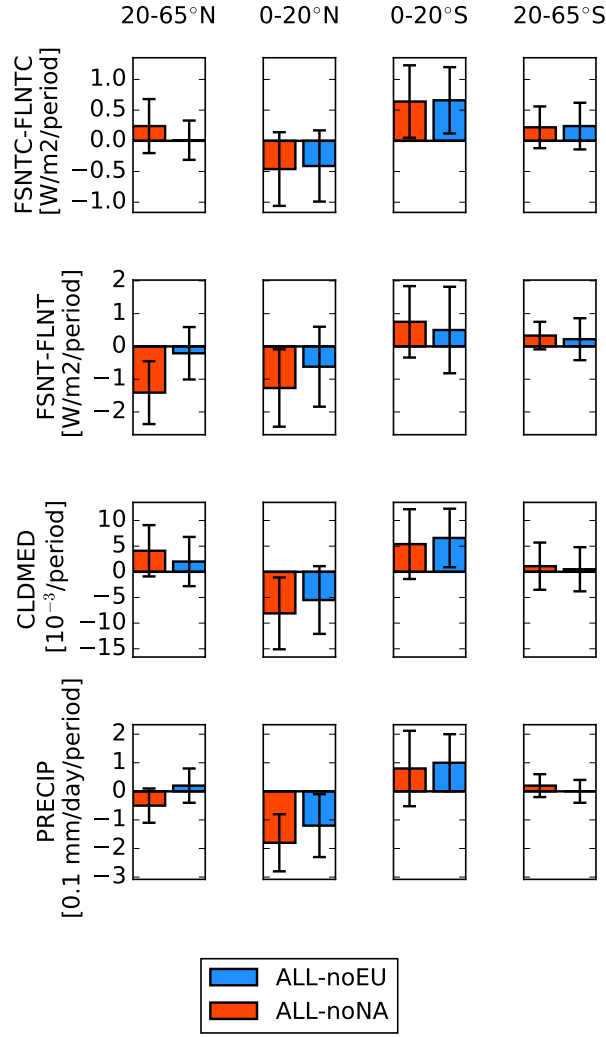 20-65°N 0-20°N 0-20°S 20-65°S
FSNTC-FLNTC
[W/m2/period]
1.0
0.5
0.0
−0.5
−1.0
FSNT-FLNT
[W/m2/period]
2
1
0
−1
−2
CLDMED
[10⁻³/period]
10
5
0
−5
−10
−15
PRECIP
[0.1 mm/day/period]
2
1
0
−1
−2
−3
ALL-noEU
ALL-noNA